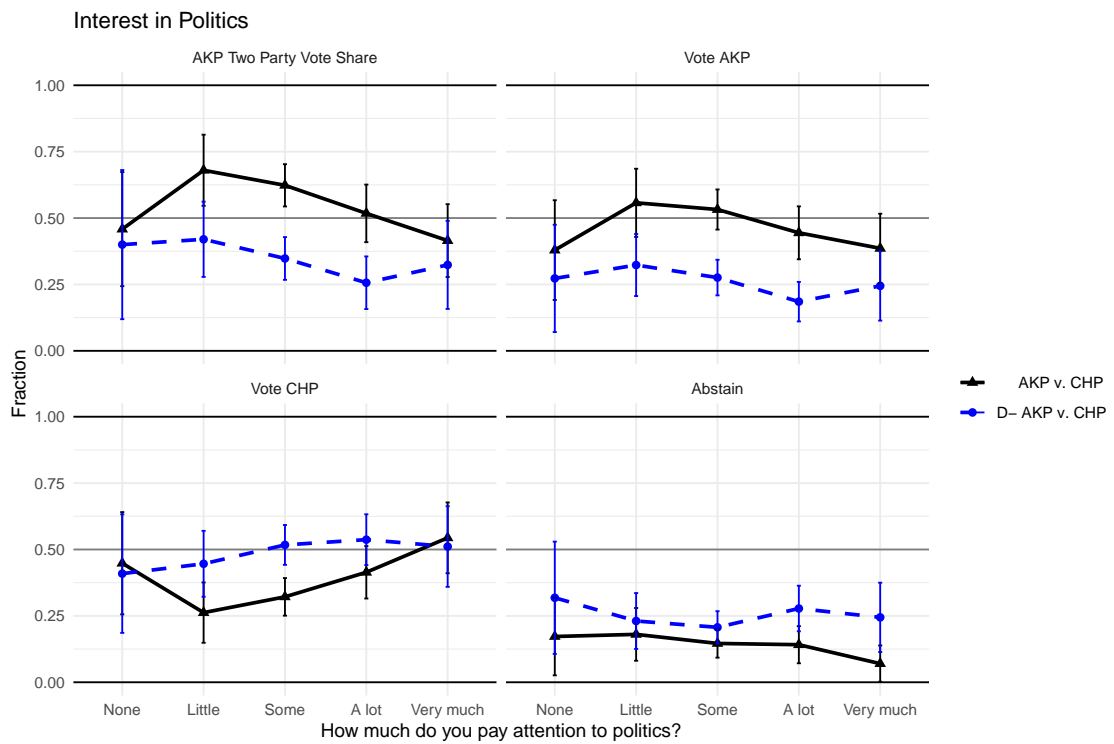 Interest in Politics
AKP Two Party Vote Share
Vote AKP
1.00
0.75
0.50
0.25
0.00
Vote CHP
Abstain
Fraction
1.00
0.75
0.50
0.25
0.00
AKP v. CHP
D− AKP v. CHP
None Little Some A lot Very much
None Little Some A lot Very much
How much do you pay attention to politics?